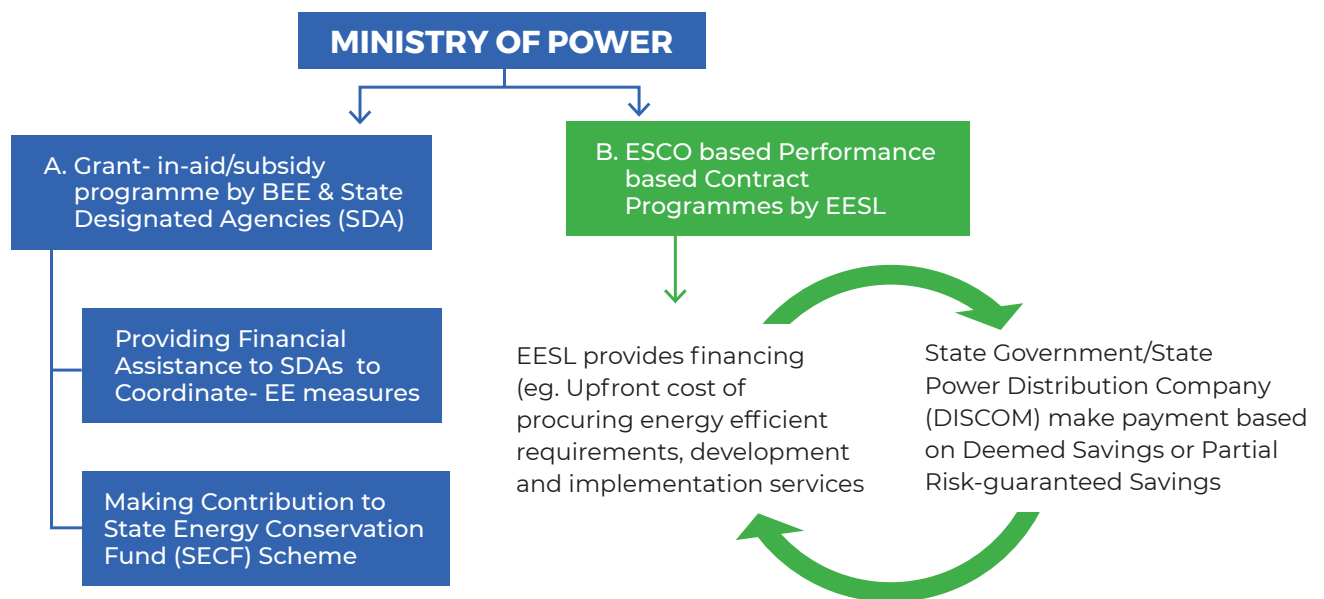 MINISTRY OF POWER
A. Grant- in-aid/subsidy
programme by BEE & State
Designated Agencies (SDA)
Providing Financial
Assistance to SDAs to
Coordinate- EE measures
Making Contribution to
State Energy Conservation
Fund (SECF) Scheme
B. ESCO based Performance
based Contract
Programmes by EESL
EESL provides financing
(eg. Upfront cost of
procuring energy efficient
requirements, development
and implementation services
State Government/State
Power Distribution Company
(DISCOM) make payment based
on Deemed Savings or Partial
Risk-guaranteed Savings